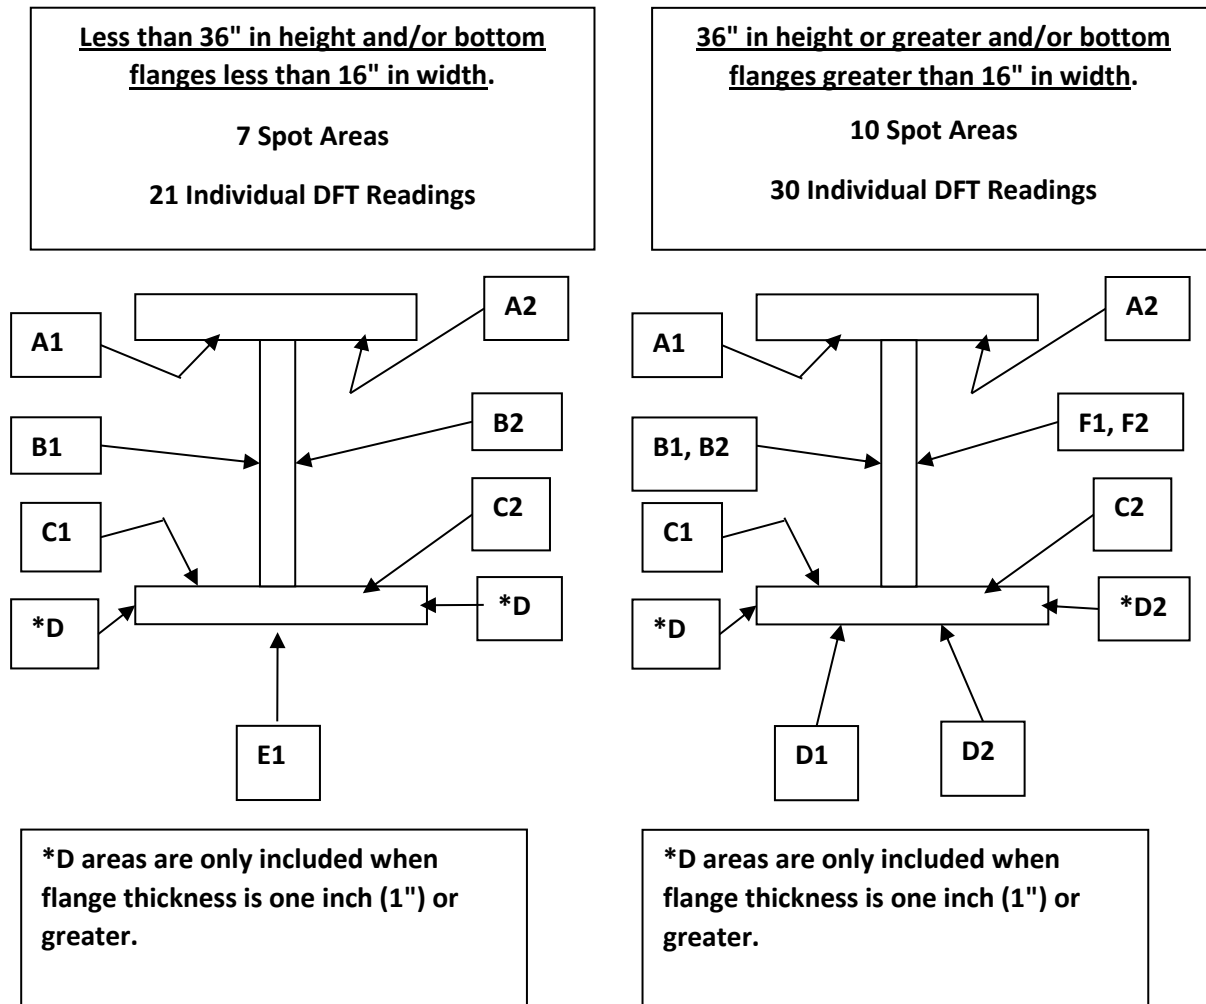 Less than 36" in height and/or bottom
flanges less than 16" in width.
7 Spot Areas
21 Individual DFT Readings
36" in height or greater and/or bottom
flanges greater than 16" in width.
10 Spot Areas
30 Individual DFT Readings
A1
A2
B1
B2
C1
C2
*D
*D
E1
*D areas are only included when
flange thickness is one inch (1") or
greater.
A1
A2
B1, B2
F1, F2
C1
C2
*D
*D2
D1
D2
*D areas are only included when
flange thickness is one inch (1") or
greater.